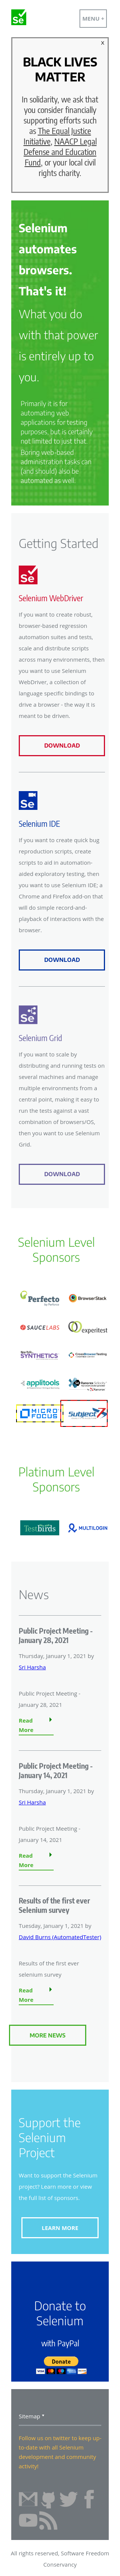 Se
MENU
X
BLACK LIVES
MATTER
In solidarity, we ask that
you consider financially
supporting efforts such
as The Equal Justice
Initiative, NAACP Legal
Defense and Education
Fund, or your local civil
rights charity.
Selenium
automates
browsers.
That's it!
What you do
with that power
is entirely up to
you.
Primarily it is for
automating web
applications for testing
purposes, but is certainly
not limited to just that.
Boring web-based
administration tasks can
(and should) also be
automated as well.
Getting Started
Se
Selenium WebDriver
If you want to create robust,
browser-based regression
automation suites and tests,
scale and distribute scripts
across many environments, then
you want to use Selenium
WebDriver, a collection of
language specific bindings to
drive a browser - the way it is
meant to be driven.
DOWNLOAD
Se
Selenium IDE
If you want to create quick bug
reproduction scripts, create
scripts to aid in automation-
aided exploratory testing, then
you want to use Selenium IDE; a
Chrome and Firefox add-on that
will do simple record-and-
playback of interactions with the
browser.
DOWNLOAD
Se
Selenium Grid
If you want to scale by
distributing and running tests on
several machines and manage
multiple environments from a
central point, making it easy to
run the tests against a vast
combination of browsers/OS,
then you want to use Selenium
Grid.
DOWNLOAD
Selenium Level
Sponsors
Perfecto
BrowserStack
SAUCELABS
experitest
SYNTHETICS
applitools
MICRO
FOCUS
SUBJECT7
Platinum Level
Sponsors
Testbirds
MULTILOGIN
News
Public Project Meeting -
January 28, 2021
Thursday, January 1, 2021 by
Sri Harsha
Public Project Meeting -
January 28, 2021
Read
More
Public Project Meeting -
January 14, 2021
Thursday, January 1, 2021 by
Sri Harsha
Public Project Meeting -
January 14, 2021
Read
More
Results of the first ever
Selenium survey
Tuesday, January 1, 2021 by
David Burns (AutomatedTester)
Results of the first ever
selenium survey
Read
More
MORE NEWS
Support the
Selenium
Project
Want to support the Selenium
project? Learn more or view
the full list of sponsors.
LEARN MORE
Donate to
Selenium
with PayPal
Donate
Sitemap
Follow us on twitter to keep up-
to-date with all Selenium
development and community
activity!
All rights reserved, Software Freedom
Conservancy